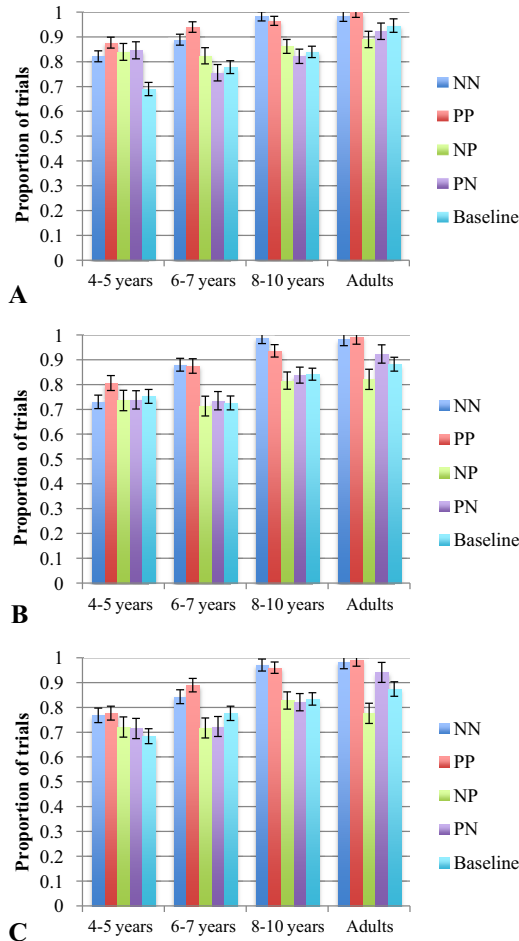 Proportion of trials
1
0.9
0.8
0.7
0.6
0.5
0.4
0.3
0.2
0.1
0
4-5 years 6-7 years 8-10 years Adults
NN
PP
NP
PN
Baseline
A
Proportion of trials
1
0.9
0.8
0.7
0.6
0.5
0.4
0.3
0.2
0.1
0
4-5 years 6-7 years 8-10 years Adults
NN
PP
NP
PN
Baseline
B
Proportion of trials
1
0.9
0.8
0.7
0.6
0.5
0.4
0.3
0.2
0.1
0
4-5 years 6-7 years 8-10 years Adults
NN
PP
NP
PN
Baseline
C